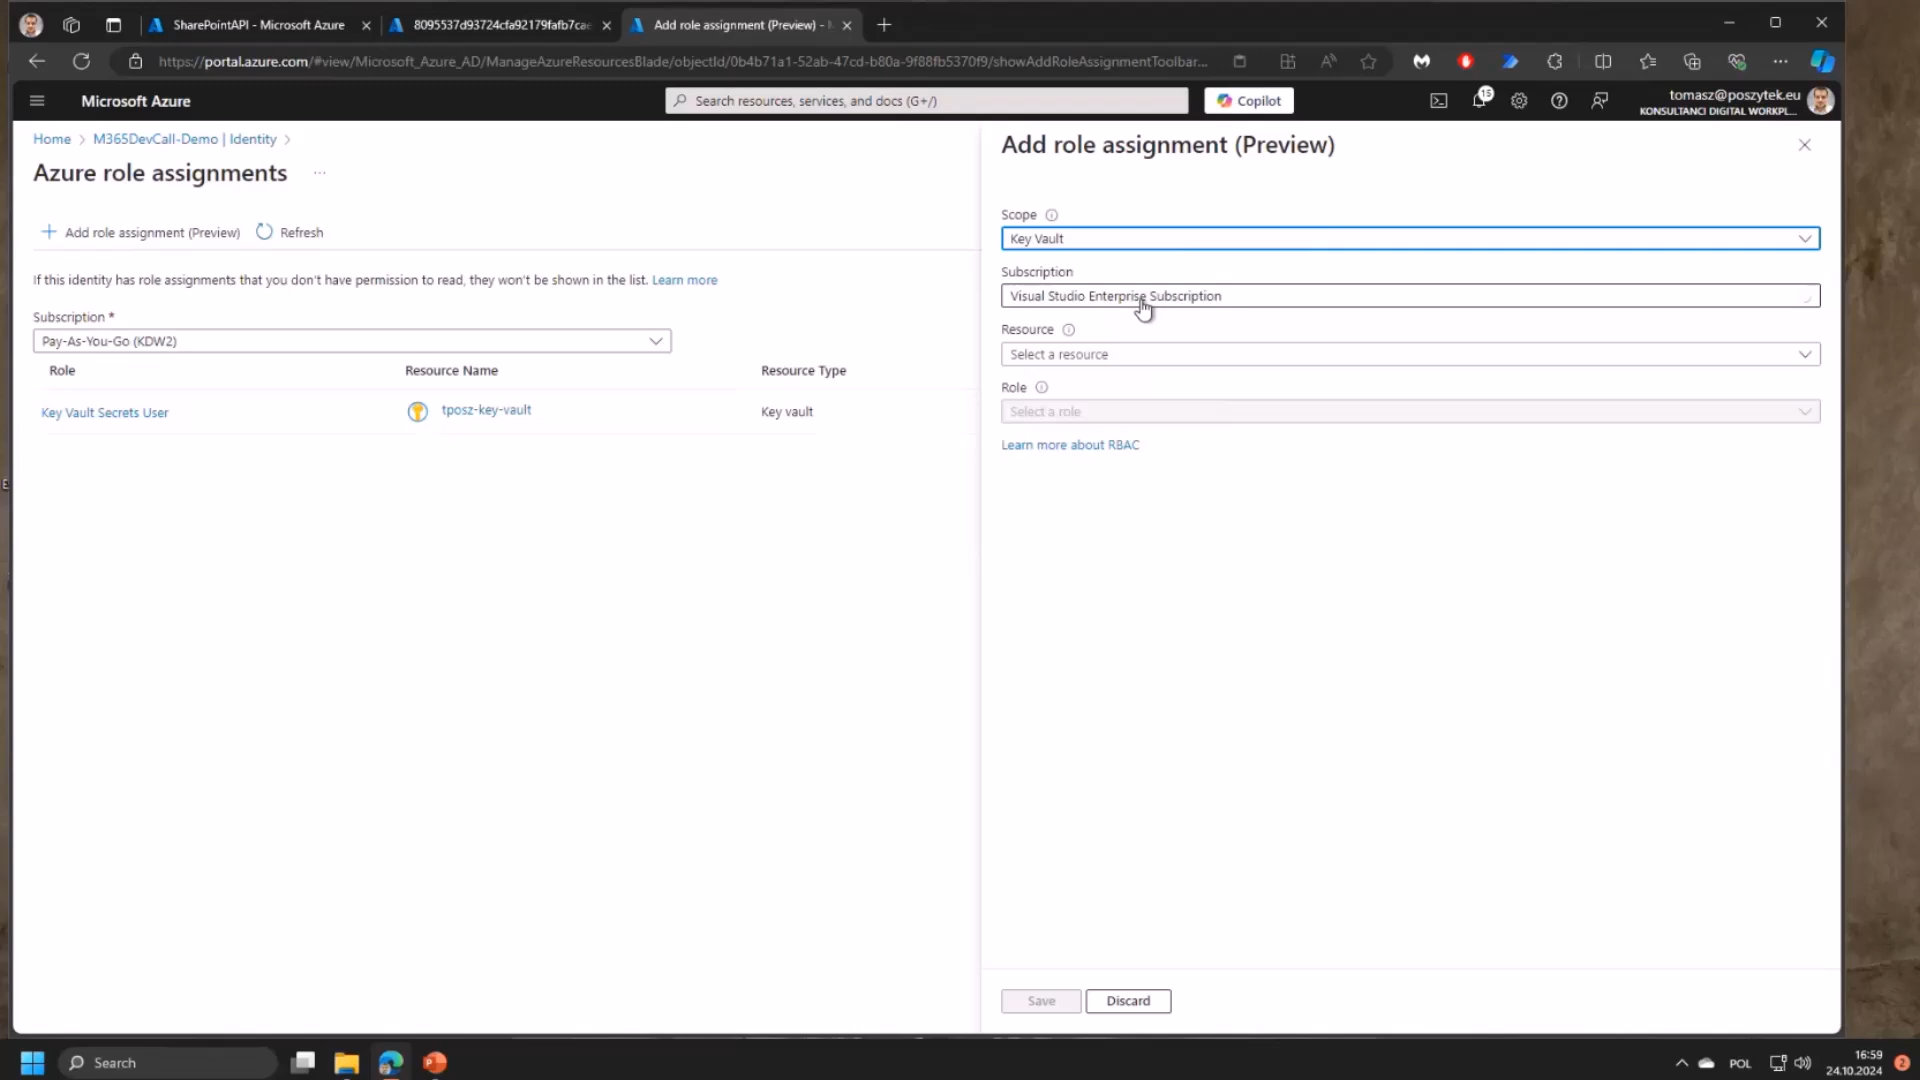 SharePointAPI - Microsoft Azure
8095537d93724cfa92179fafb7cae
Add role assignment (Preview) -
https://portal.azure.com/#view/Microsoft_Azure_AD/ManageAzureResourcesBlade/objectId/0b4b71a1-52ab-47cd-b80a-9f88fb5370f9/showAddRoleAssignmentToolbar...
Microsoft Azure
Search resources, services, and docs (G+/)
Copilot
15
tomasz@poszytek.eu
KONSULTANCI DIGITAL WORKPL...
Home > M365DevCall-Demo | Identity >
Azure role assignments ...
Add role assignment (Preview)
Refresh
If this identity has role assignments that you don't have permission to read, they won't be shown in the list. Learn more
Subscription *
Pay-As-You-Go (KDW2)
Role Resource Name Resource Type
Key Vault Secrets User tposz-key-vault Key vault
Add role assignment (Preview)
Scope
Key Vault
Subscription
Visual Studio Enterprise Subscription
Resource
Select a resource
Role
Select a role
Learn more about RBAC
Save
Discard
Search
POL
16:59
24.10.2024
2